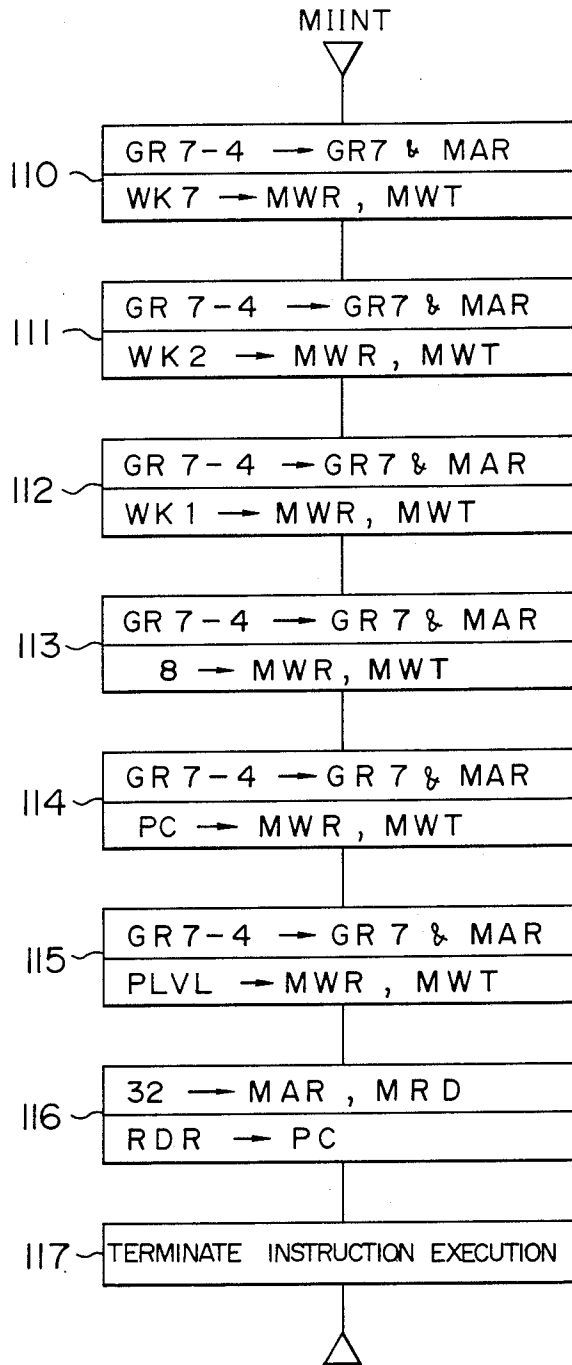 MIINT
110
GR 7-4 → GR7 & MAR
WK 7 → MWR , MWT
111
GR 7-4 → GR7 & MAR
WK2 → MWR , MWT
112
GR 7-4 → GR7 & MAR
WK 1 → MWR, MWT
113
GR 7-4 → GR 7 & MAR
8 → MWR, MWT
114
GR 7-4 → GR 7 & MAR
PC → MWR, MWT
115
GR 7-4 → GR 7 & MAR
PLVL → MWR , MWT
116
32 → MAR , MRD
RDR → PC
117
TERMINATE INSTRUCTION EXECUTION